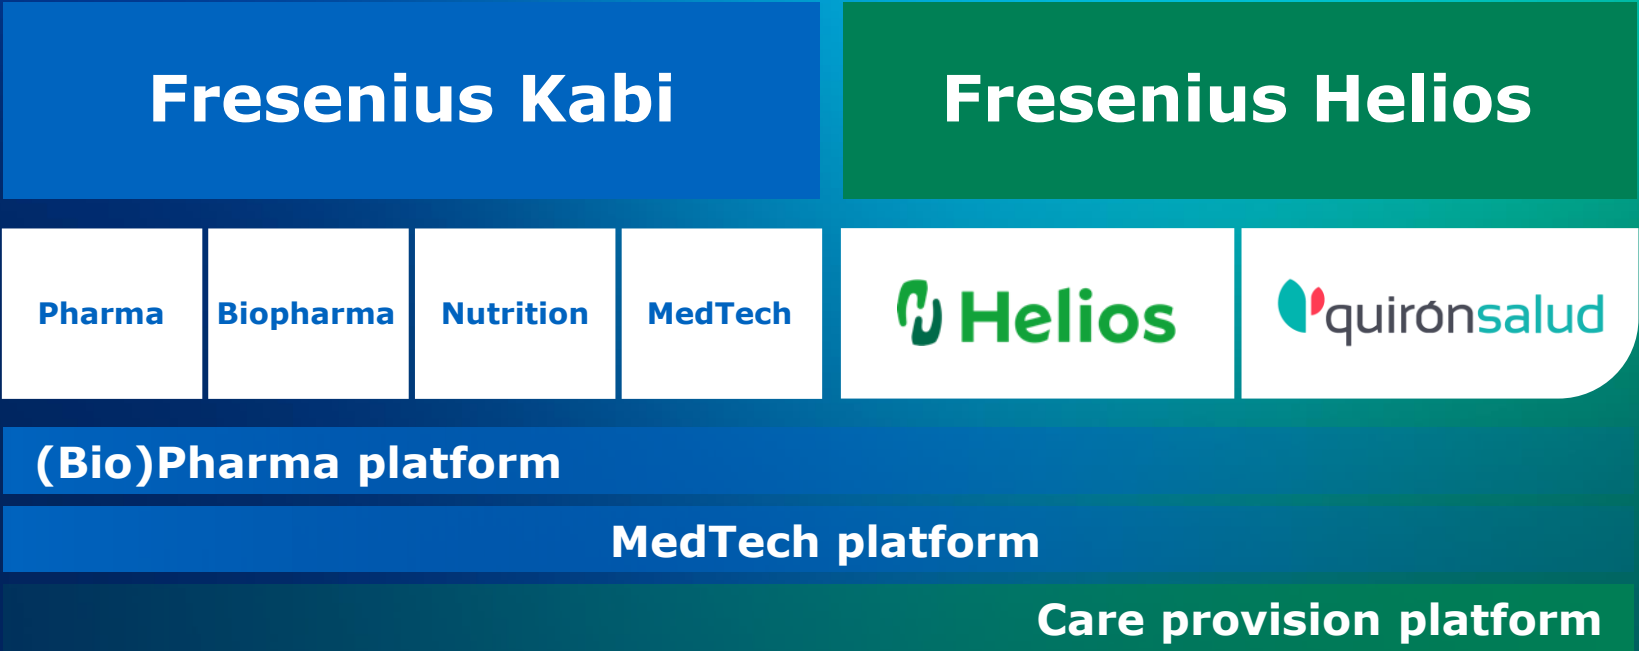 Fresenius Kabi
Fresenius Helios
Pharma
Biopharma
Nutrition
MedTech
Helios
quirónsalud
(Bio)Pharma platform
MedTech platform
Care provision platform